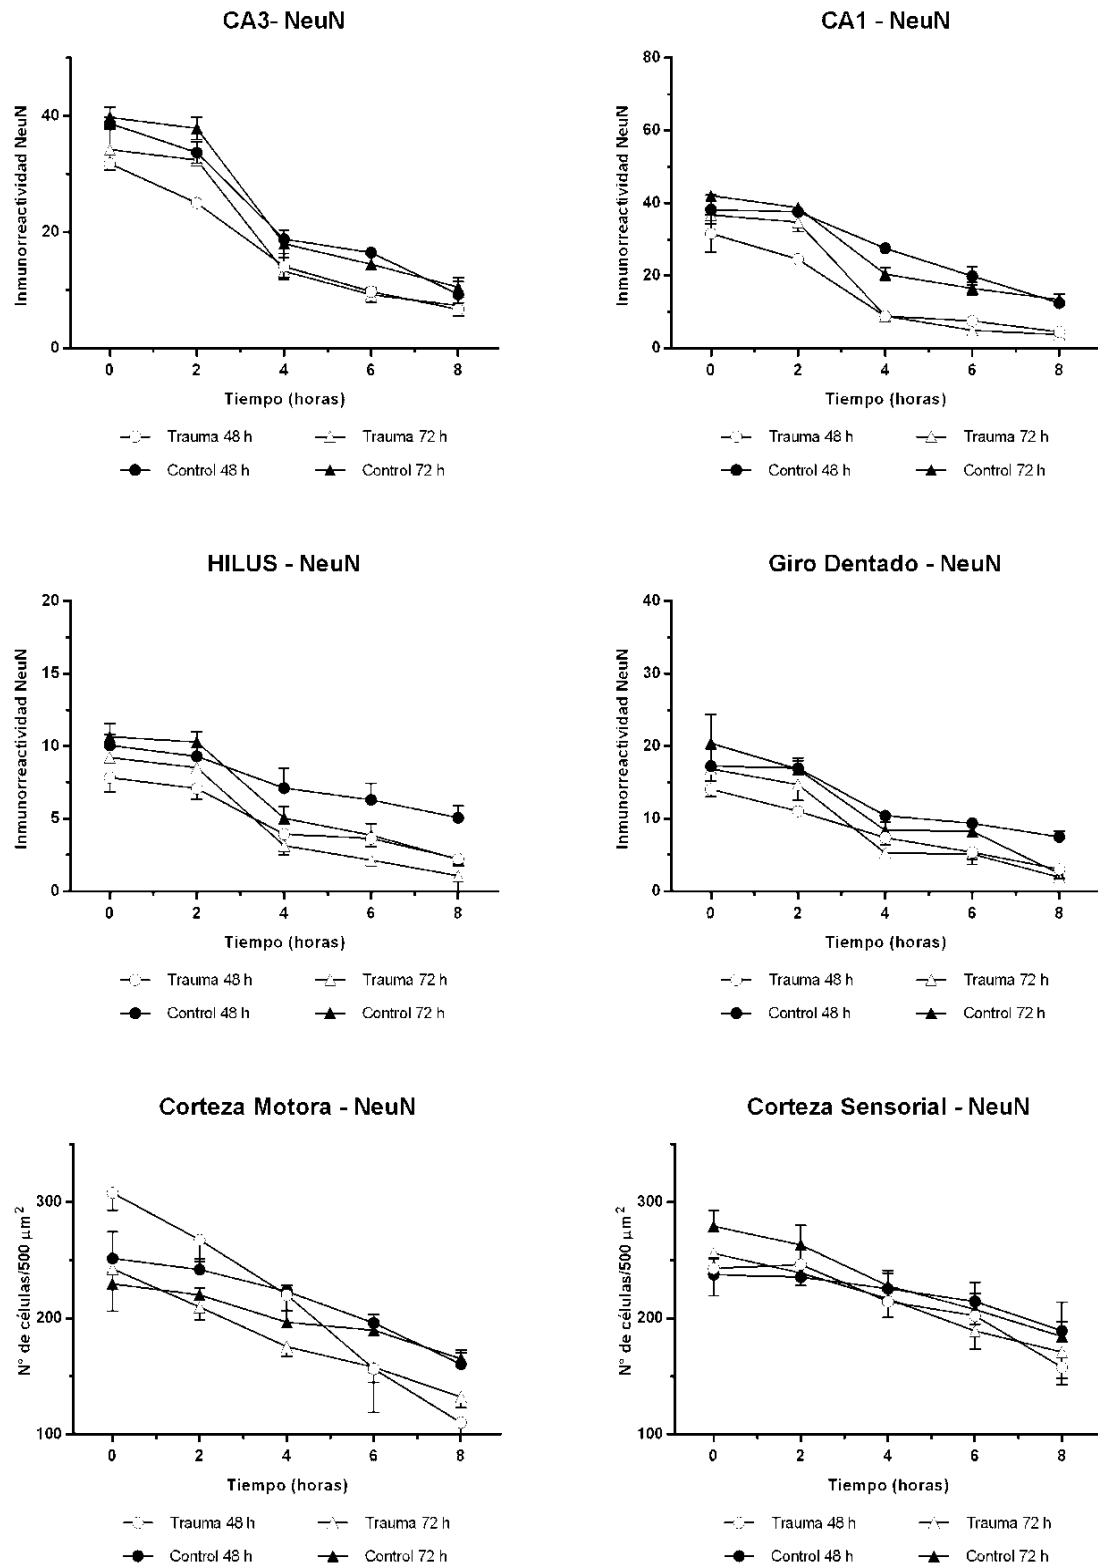 CA3- NeuN
Inmunorreactividad NeuN
40
20
0
0 2 4 6 8
Tiempo (horas)
Trauma 48 h Trauma 72 h
Control 48 h Control 72 h
CA1 - NeuN
Inmunorreactividad NeuN
80
60
40
20
0
0 2 4 6 8
Tiempo (horas)
Trauma 48 h Trauma 72 h
Control 48 h Control 72 h
HILUS - NeuN
Inmunorreactividad NeuN
20
15
10
5
0
0 2 4 6 8
Tiempo (horas)
Trauma 48 h Trauma 72 h
Control 48 h Control 72 h
Giro Dentado - NeuN
Inmunorreactividad NeuN
40
30
20
10
0
0 2 4 6 8
Tiempo (horas)
Trauma 48 h Trauma 72 h
Control 48 h Control 72 h
Corteza Motora - NeuN
N° de células/500 μm²
300
200
100
0 2 4 6 8
Tiempo (horas)
Trauma 48 h Trauma 72 h
Control 48 h Control 72 h
Corteza Sensorial - NeuN
N° de células/500 μm²
300
200
100
0 2 4 6 8
Tiempo (horas)
Trauma 48 h Trauma 72 h
Control 48 h Control 72 h